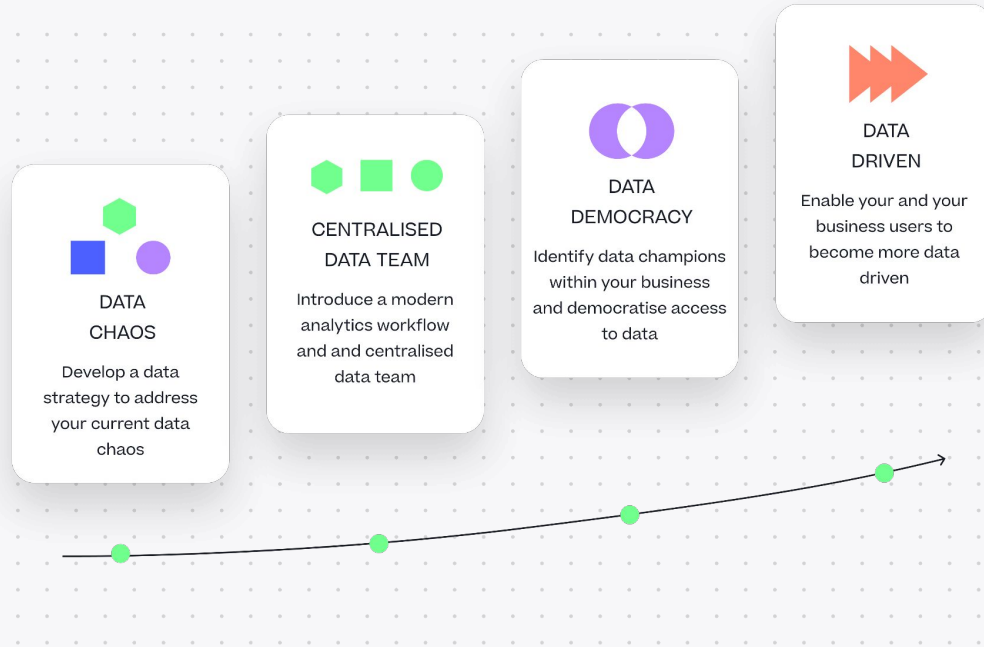 DATA
CHAOS
Develop a data
strategy to address
your current data
chaos
CENTRALISED
DATA TEAM
Introduce a modern
analytics workflow
and and centralised
data team
DATA
DEMOCRACY
Identify data champions
within your business
and democratise access
to data
DATA
DRIVEN
Enable your and your
business users to
become more data
driven